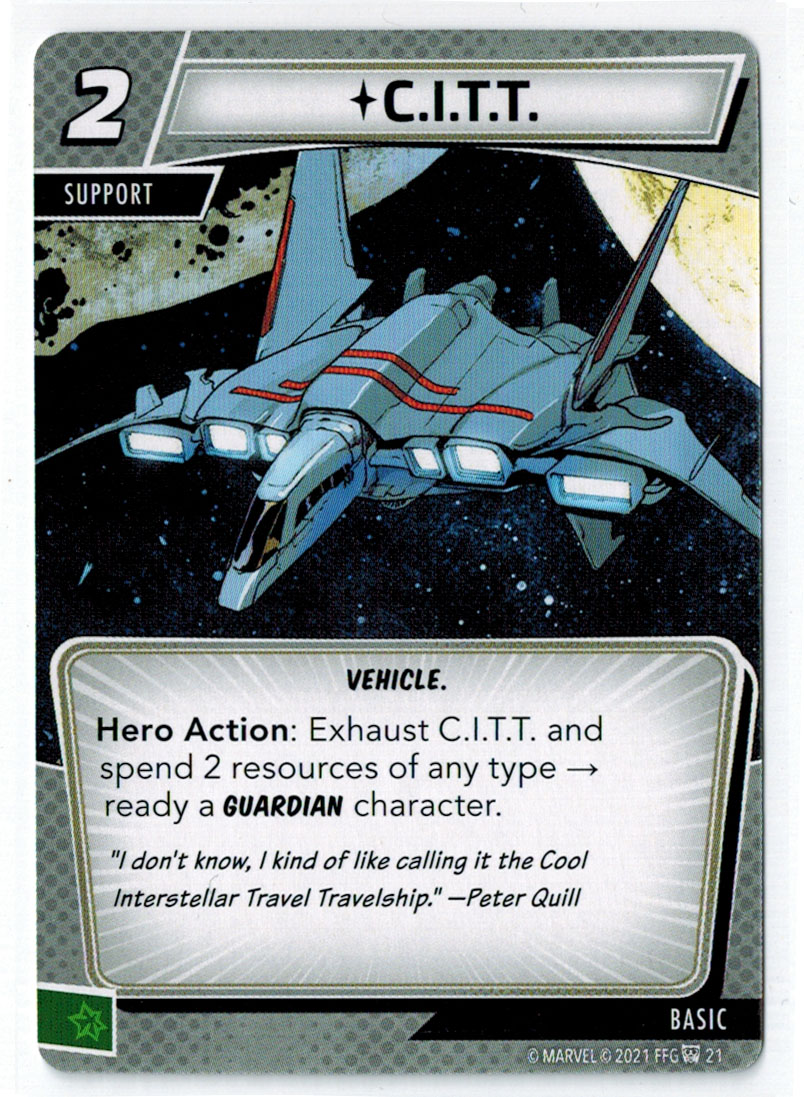 2
C.I.T.T.
SUPPORT
VEHICLE.
Hero Action: Exhaust C.I.T.T. and
spend 2 resources of any type →
ready a GUARDIAN character.
"I don't know, I kind of like calling it the Cool
Interstellar Travel Travelship." —Peter Quill
BASIC
© MARVEL © 2021 FFG 21